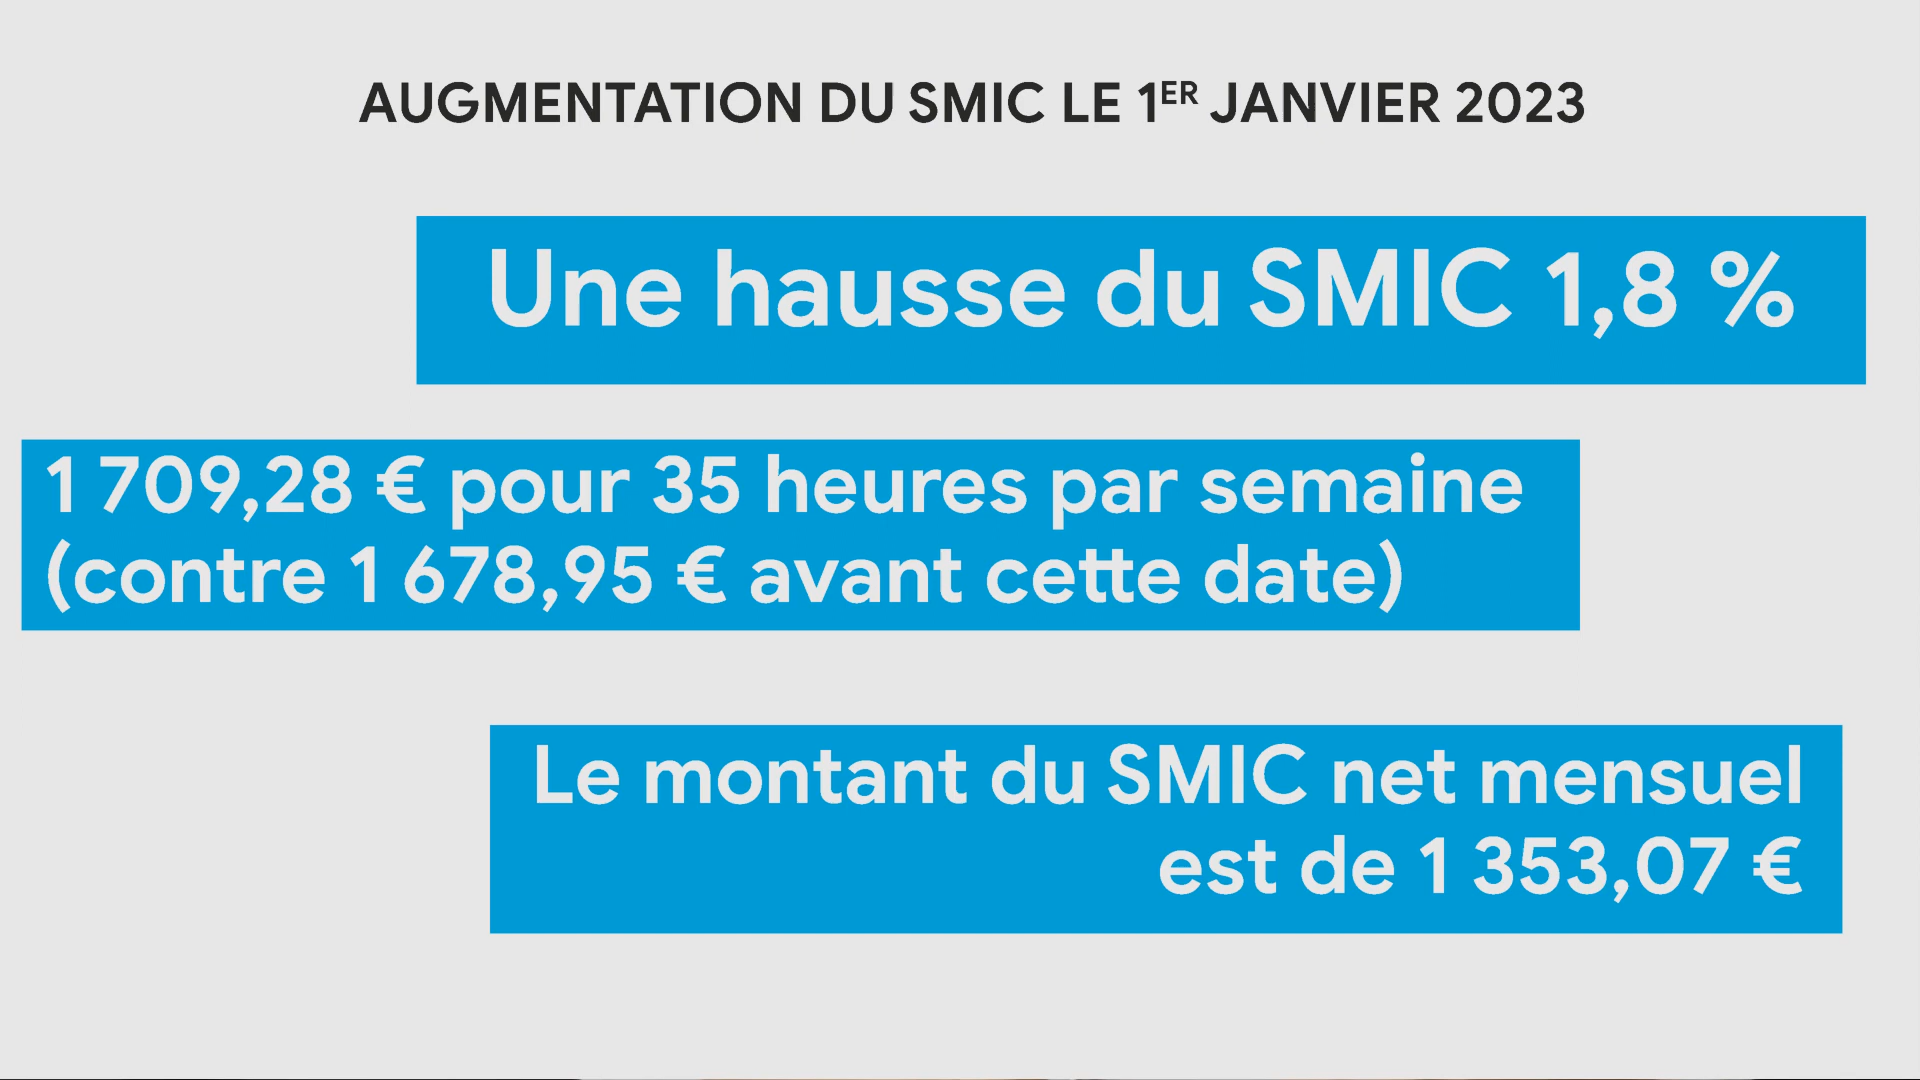 AUGMENTATION DU SMIC LE 1ER JANVIER 2023
Une hausse du SMIC 1,8 %
1 709,28 € pour 35 heures par semaine
(contre 1 678,95 € avant cette date)
Le montant du SMIC net mensuel
est de 1 353,07 €